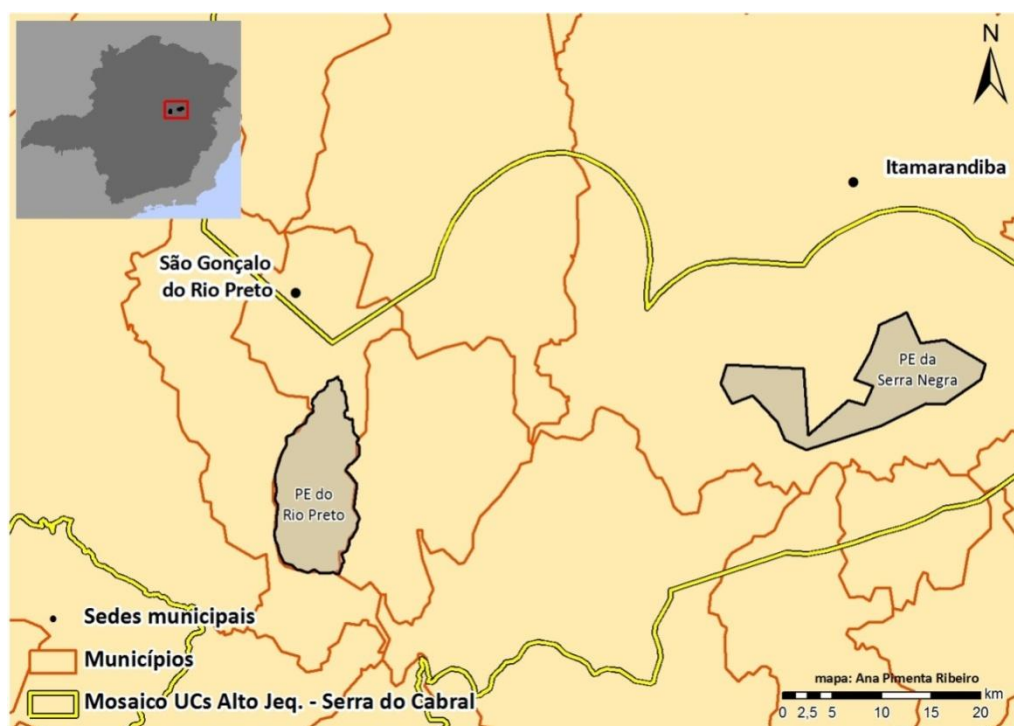 N
Itamarandiba
São Gonçalo
do Rio Preto
PE da
Serra Negra
PE do
Rio Preto
Sedes municipais
Municípios
Mosaico UCs Alto Jeq. - Serra do Cabral
mapa: Ana Pimenta Ribeiro
km
0 2,5 5 10 15 20